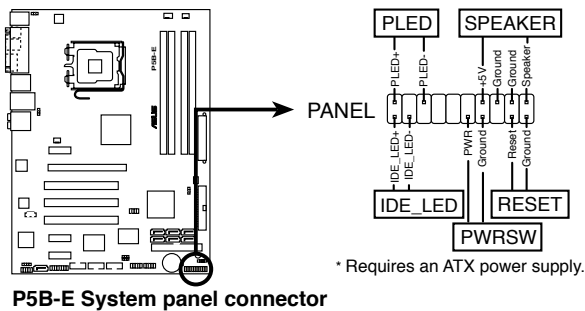 PLED SPEAKER
PLED+
PLED-
+5V
Ground
Ground
Speaker
P5B-E
ASUS
PANEL
IDE_LED+
IDE_LED-
PWR
Ground
Reset
Ground
IDE_LED RESET
PWRSW
* Requires an ATX power supply.
P5B-E System panel connector